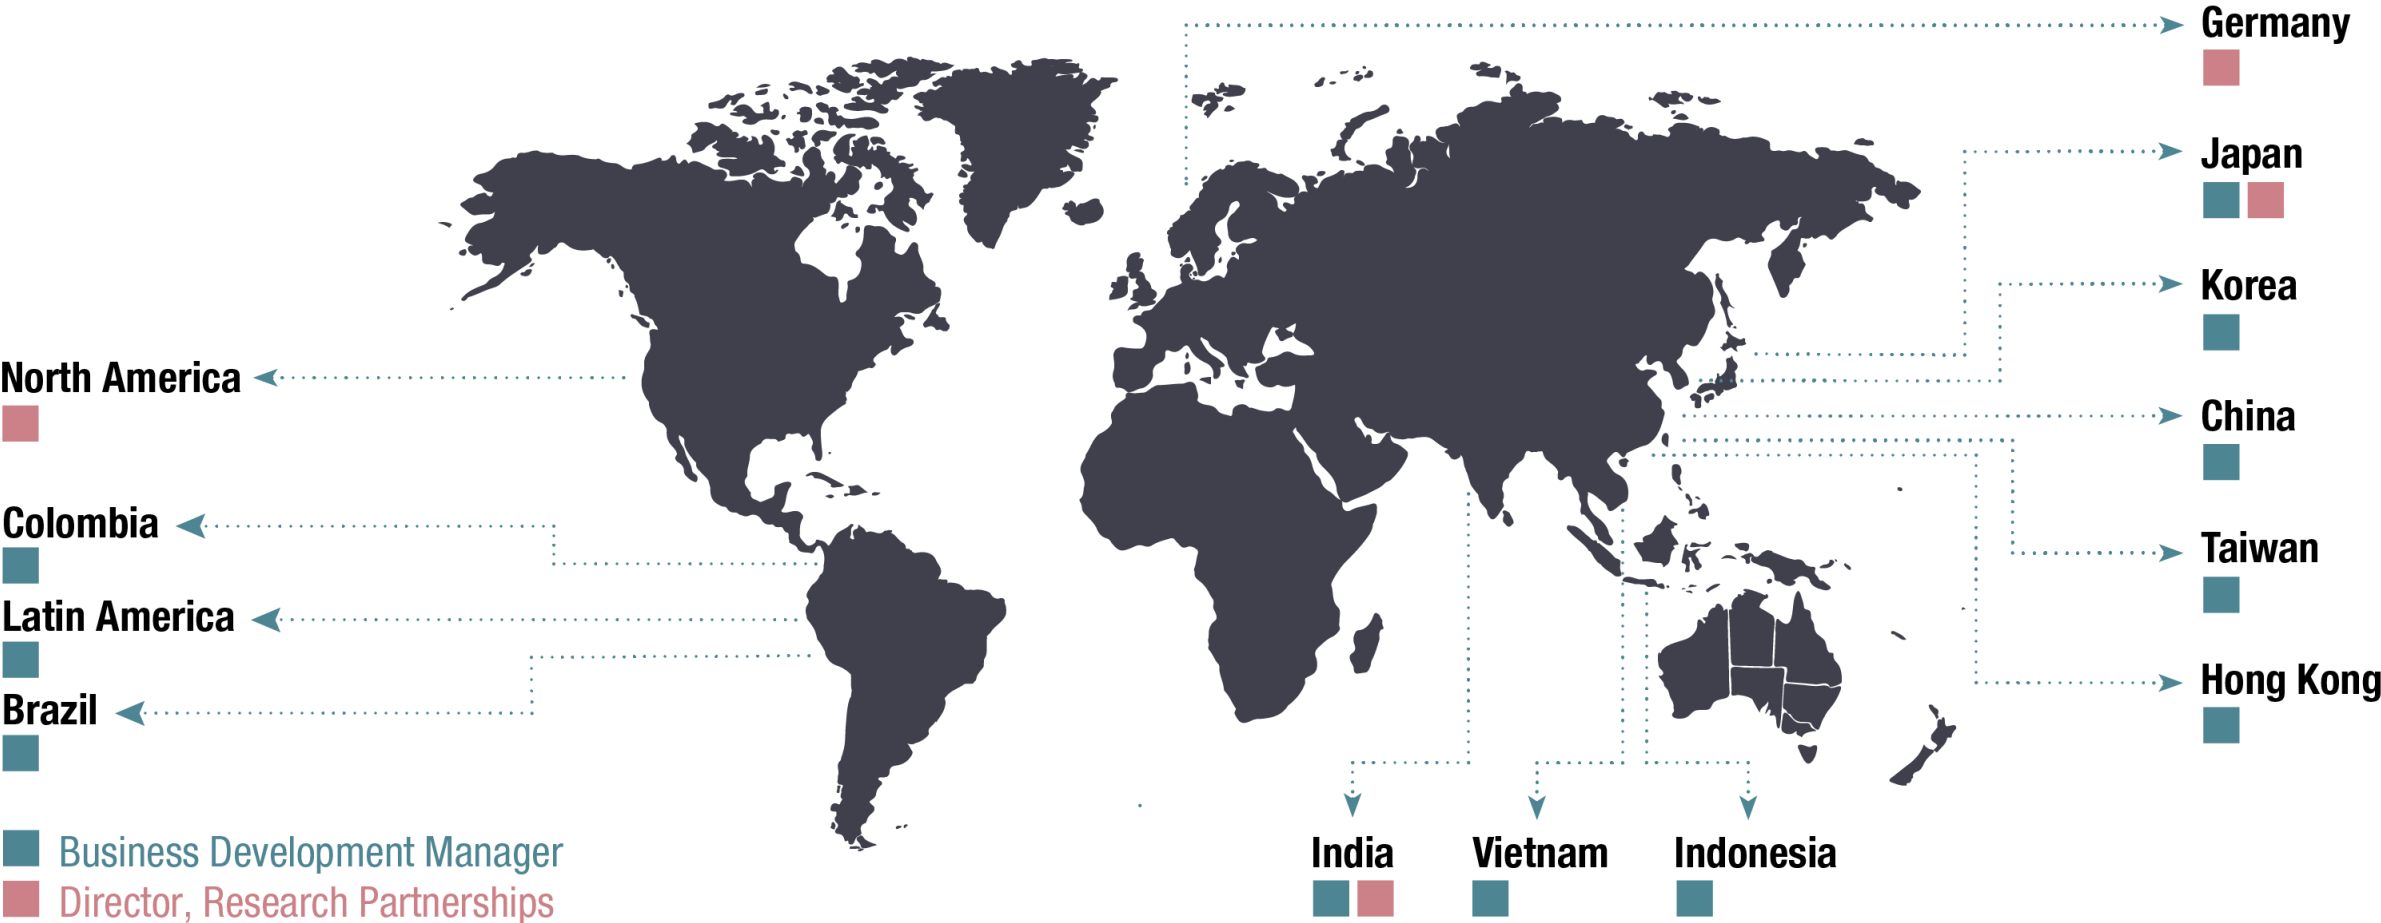 Germany
Japan
Korea
China
Taiwan
Hong Kong
North America
Colombia
Latin America
Brazil
Business Development Manager
Director, Research Partnerships
India
Vietnam
Indonesia